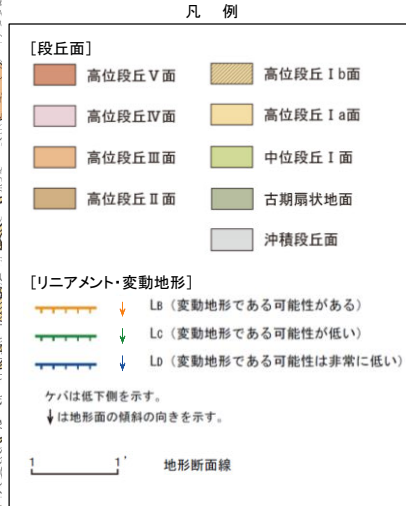 凡 例
[段丘面]
高位段丘Ⅴ面
高位段丘Ⅳ面
高位段丘Ⅲ面
高位段丘Ⅱ面
高位段丘Ⅰb面
高位段丘Ⅰa面
中位段丘Ⅰ面
古期扇状地面
沖積段丘面
[リニアメント・変動地形]
LB (変動地形である可能性がある)
LC (変動地形である可能性が低い)
LD (変動地形である可能性は非常に低い)
ケバは低下側を示す。
↓は地形面の傾斜の向きを示す。
1 1' 地形断面線